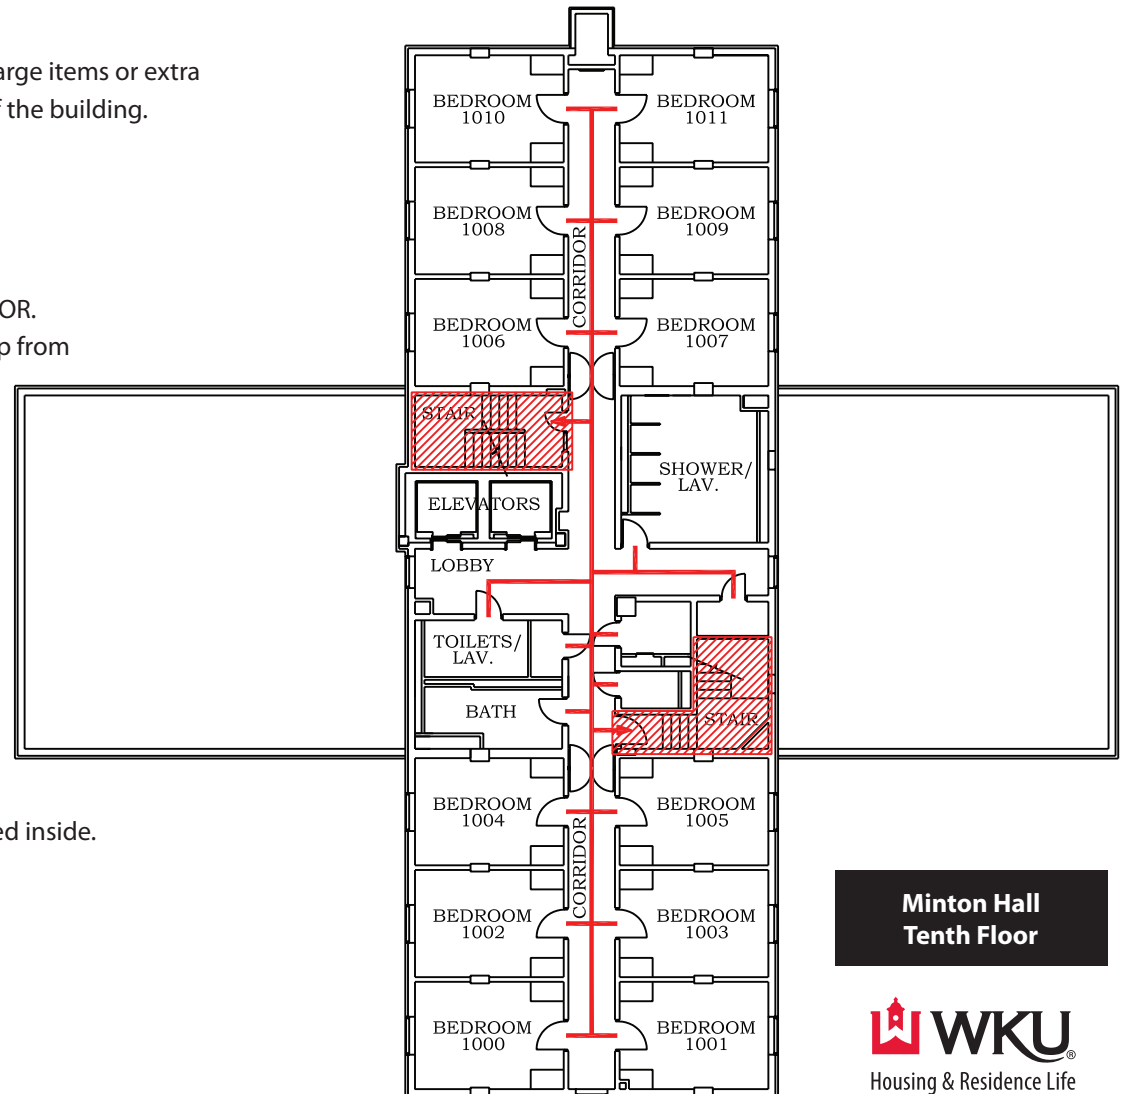 arge items or extra
f the building.
OR.
p from
ed inside.
BEDROOM
1010
BEDROOM
1011
BEDROOM
1008
BEDROOM
1009
CORRIDOR
BEDROOM
1006
BEDROOM
1007
STAIR
SHOWER/
LAV.
ELEVATORS
LOBBY
TOILETS/
LAV.
BATH
STAIR
BEDROOM
1004
BEDROOM
1005
CORRIDOR
BEDROOM
1002
BEDROOM
1003
BEDROOM
1000
BEDROOM
1001
Minton Hall
Tenth Floor
WKU®
Housing & Residence Life